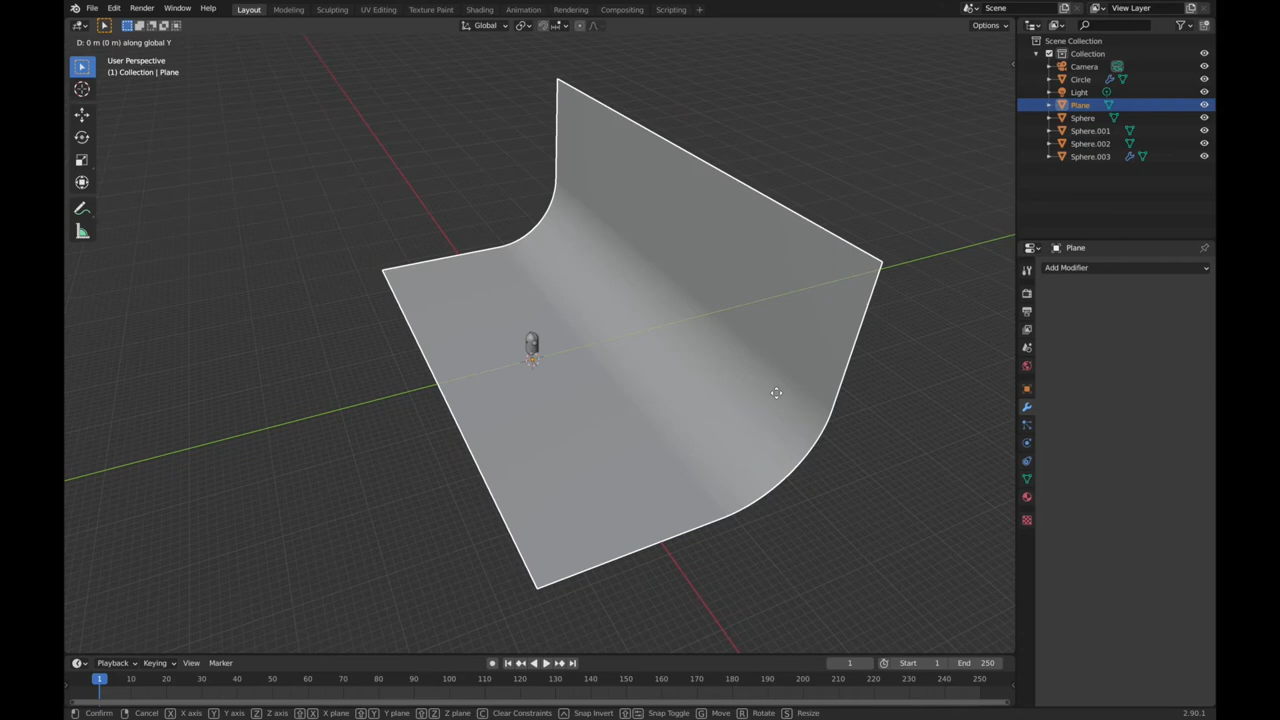 File Edit Render Window Help Layout Modeling Sculpting UV Editing Texture Paint Shading Animation Rendering Compositing Scripting + Scene View Layer
Global Options
D: 0 m (0 m) along global Y
User Perspective
(1) Collection | Plane
Scene Collection
Collection
Camera
Circle
Light
Plane
Sphere
Sphere.001
Sphere.002
Sphere.003
Plane
Add Modifier
Playback Keying View Marker 1 Start 1 End 250
1 10 20 30 40 50 60 70 80 90 100 110 120 130 140 150 160 170 180 190 200 210 220 230 240 250
Confirm Cancel X X axis Y Y axis Z Z axis X X plane Y Y plane Z Z plane C Clear Constraints Snap Invert Snap Toggle G Move R Rotate S Resize 2.90.1